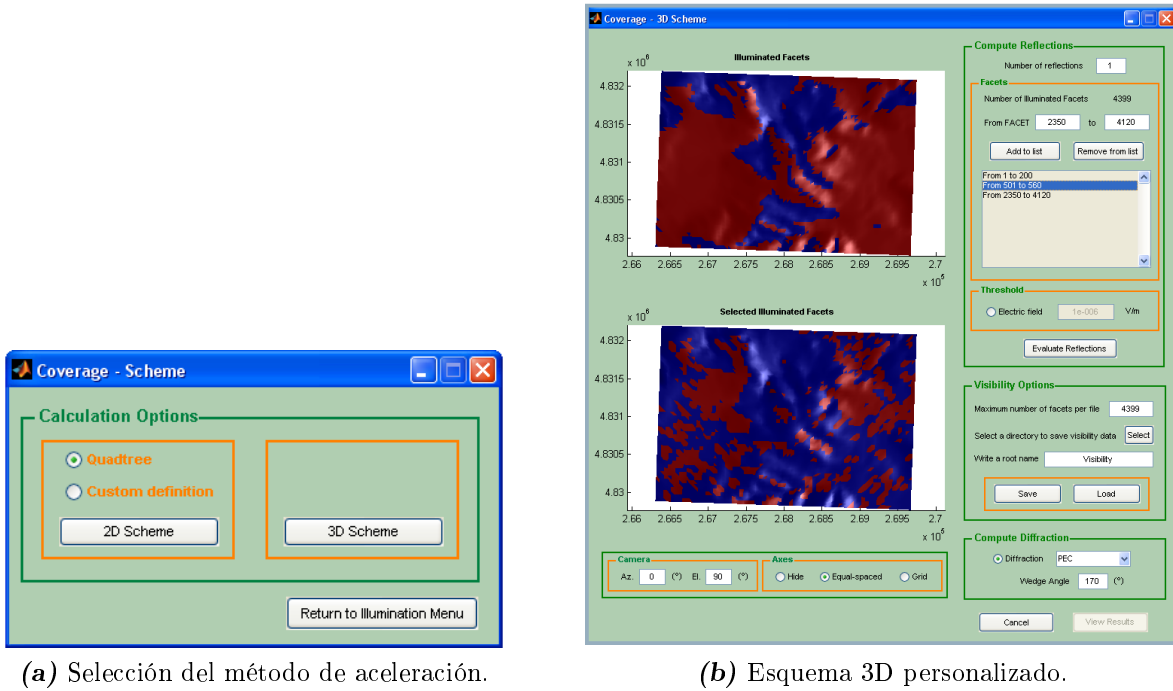 Coverage - Scheme
Calculation Options
Quadtree
Custom definition
2D Scheme
3D Scheme
Return to Illumination Menu
(a) Selección del método de aceleración.
Coverage - 3D Scheme
Illuminated Facets
x 10^6
4.832
4.8315
4.831
4.8305
4.83
2.66 2.665 2.67 2.675 2.68 2.685 2.69 2.695 2.7
x 10^5
Selected Illuminated Facets
x 10^6
4.832
4.8315
4.831
4.8305
4.83
2.66 2.665 2.67 2.675 2.68 2.685 2.69 2.695 2.7
x 10^5
Camera
Az. 0 (°) El. 90 (°)
Axes
Hide Equal-spaced Grid
Compute Reflections
Number of reflections 1
Facets
Number of Illuminated Facets 4399
From FACET 2350 to 4120
Add to list Remove from list
From 1 to 200
From 501 to 560
From 2350 to 4120
Threshold
Electric field 1e-006 V/m
Evaluate Reflections
Visibility Options
Maximum number of facets per file 4399
Select a directory to save visibility data Select
Write a root name Visibility
Save Load
Compute Diffraction
Diffraction PEC
Wedge Angle 170 (°)
Cancel View Results
(b) Esquema 3D personalizado.